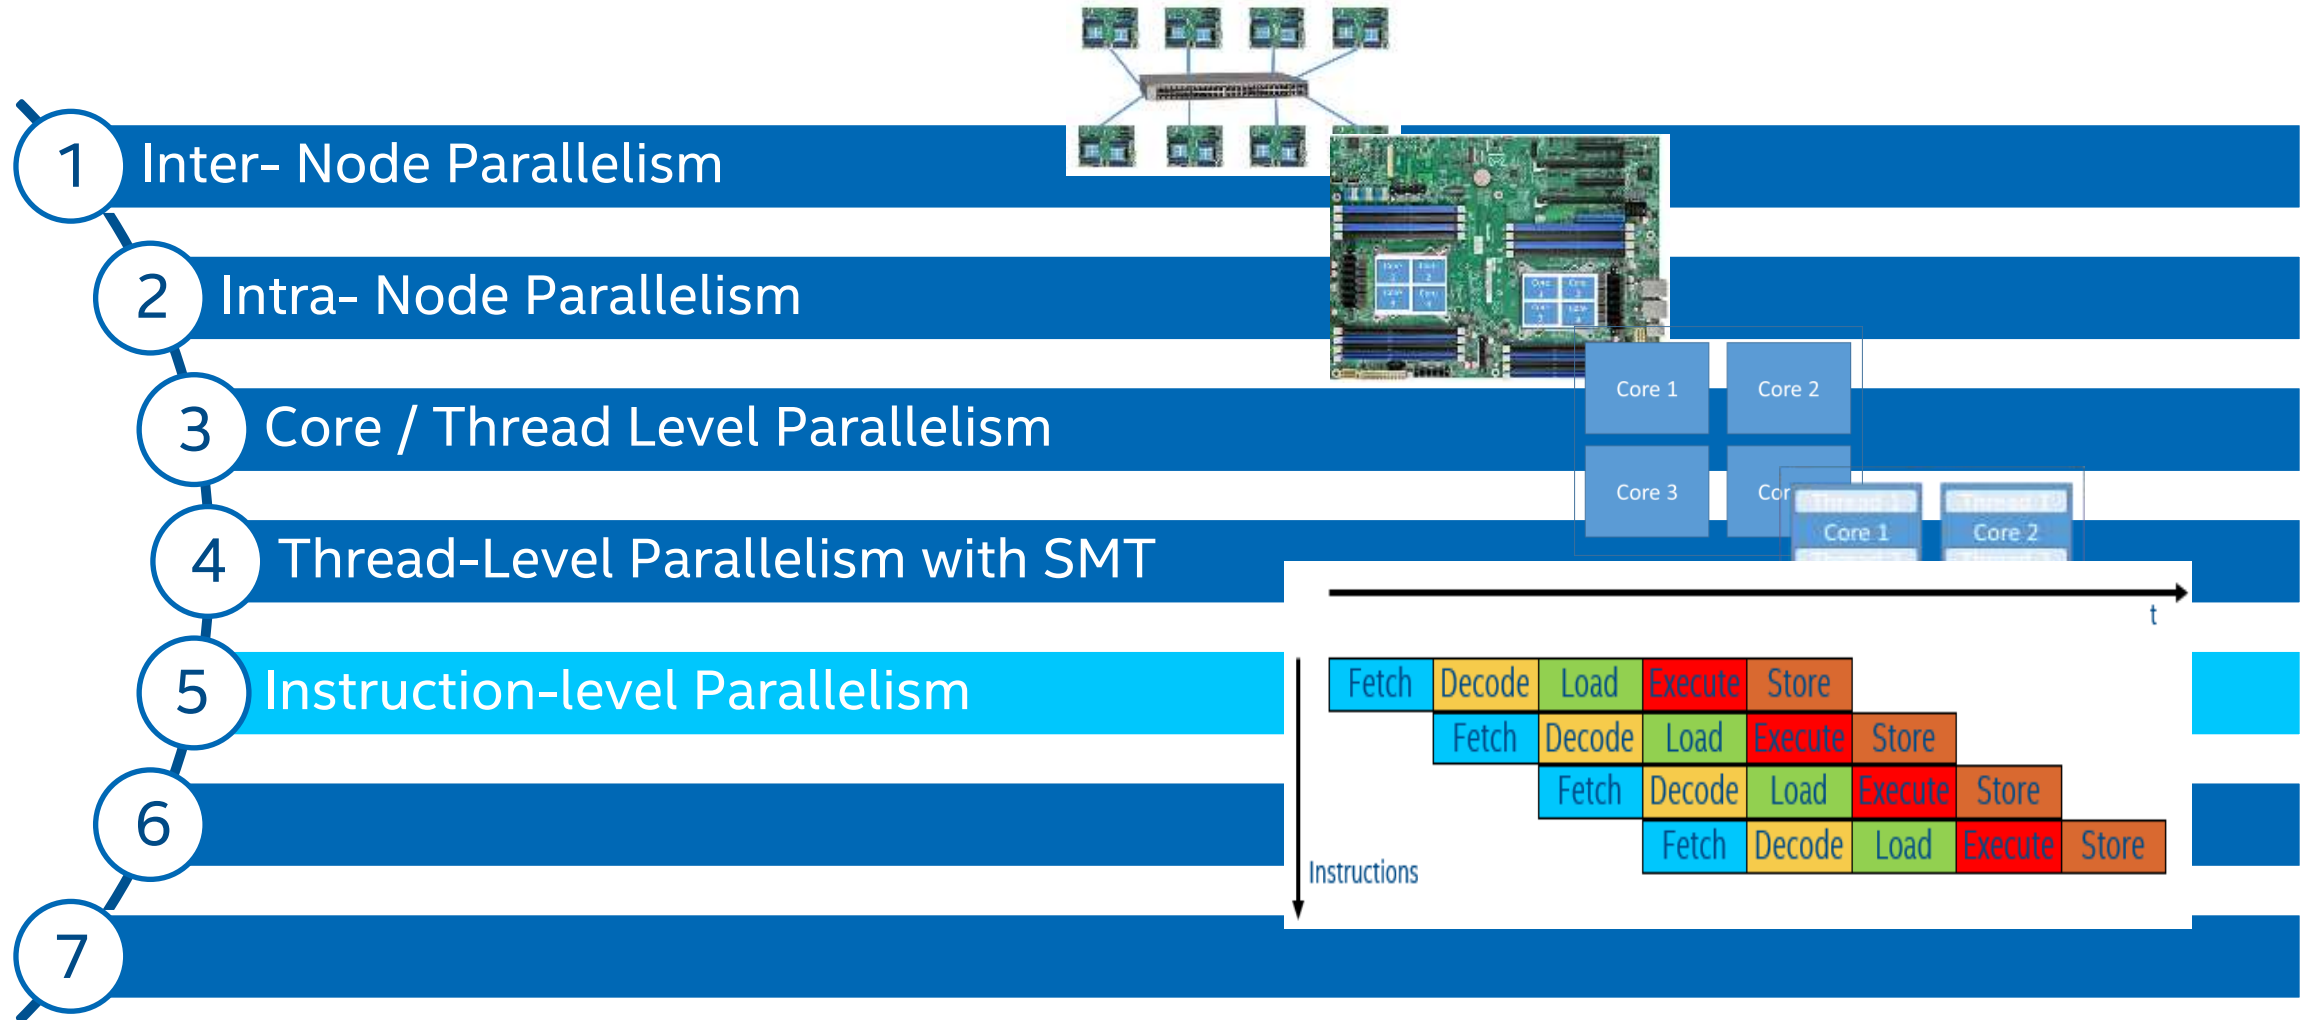 1
Inter- Node Parallelism
2
Intra- Node Parallelism
3
Core / Thread Level Parallelism
Core 1
Core 2
Core 3
4
Thread-Level Parallelism with SMT
Core 1
Core 2
t
5
Instruction-level Parallelism
Fetch Decode Load Execute Store
Fetch Decode Load Execute Store
Fetch Decode Load Execute Store
Fetch Decode Load Execute Store
Instructions
6
7